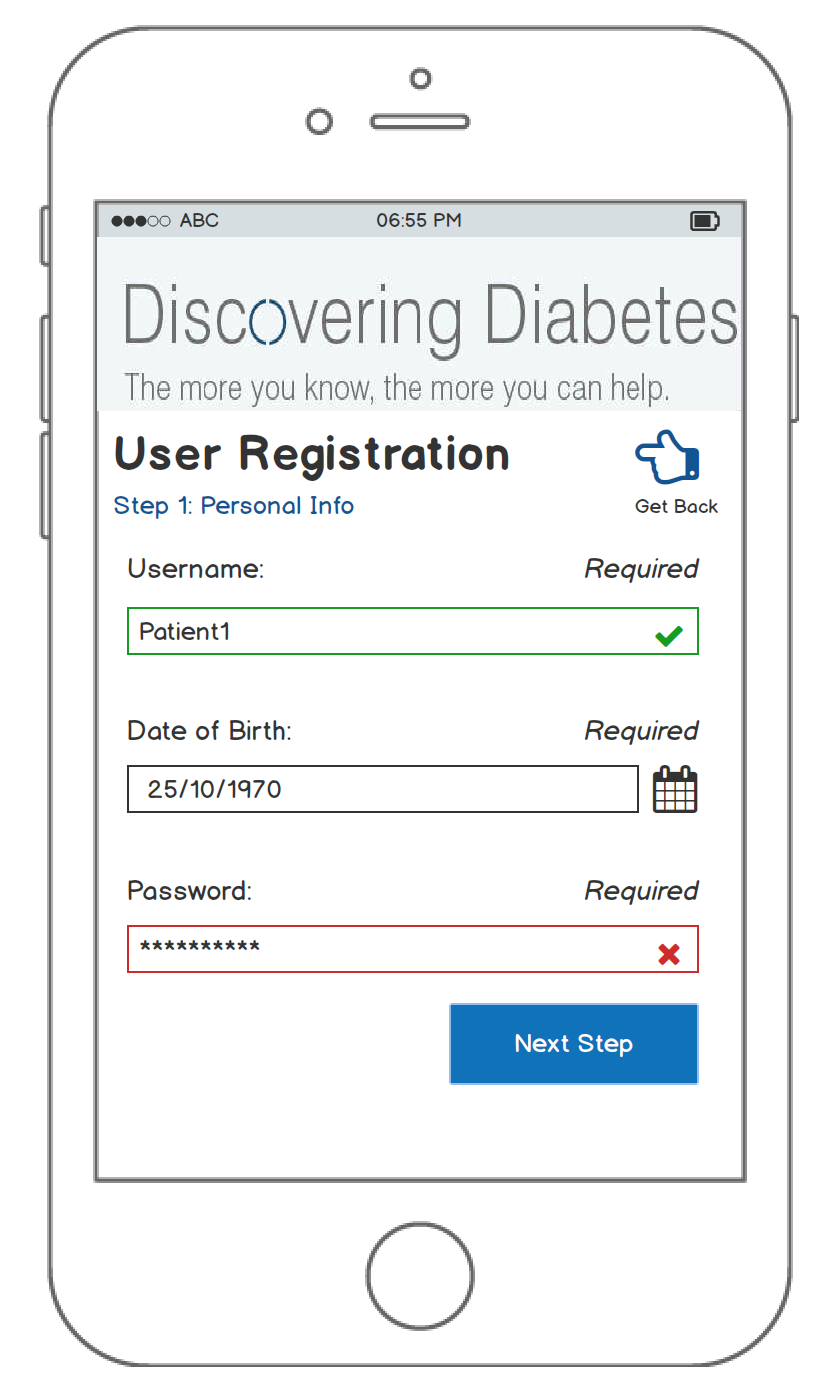 ABC 06:55 PM
Discovering Diabetes
The more you know, the more you can help.
User Registration
Step 1: Personal Info
Get Back
Username: Required
Patient1
Date of Birth: Required
25/10/1970
Password: Required
**********
Next Step